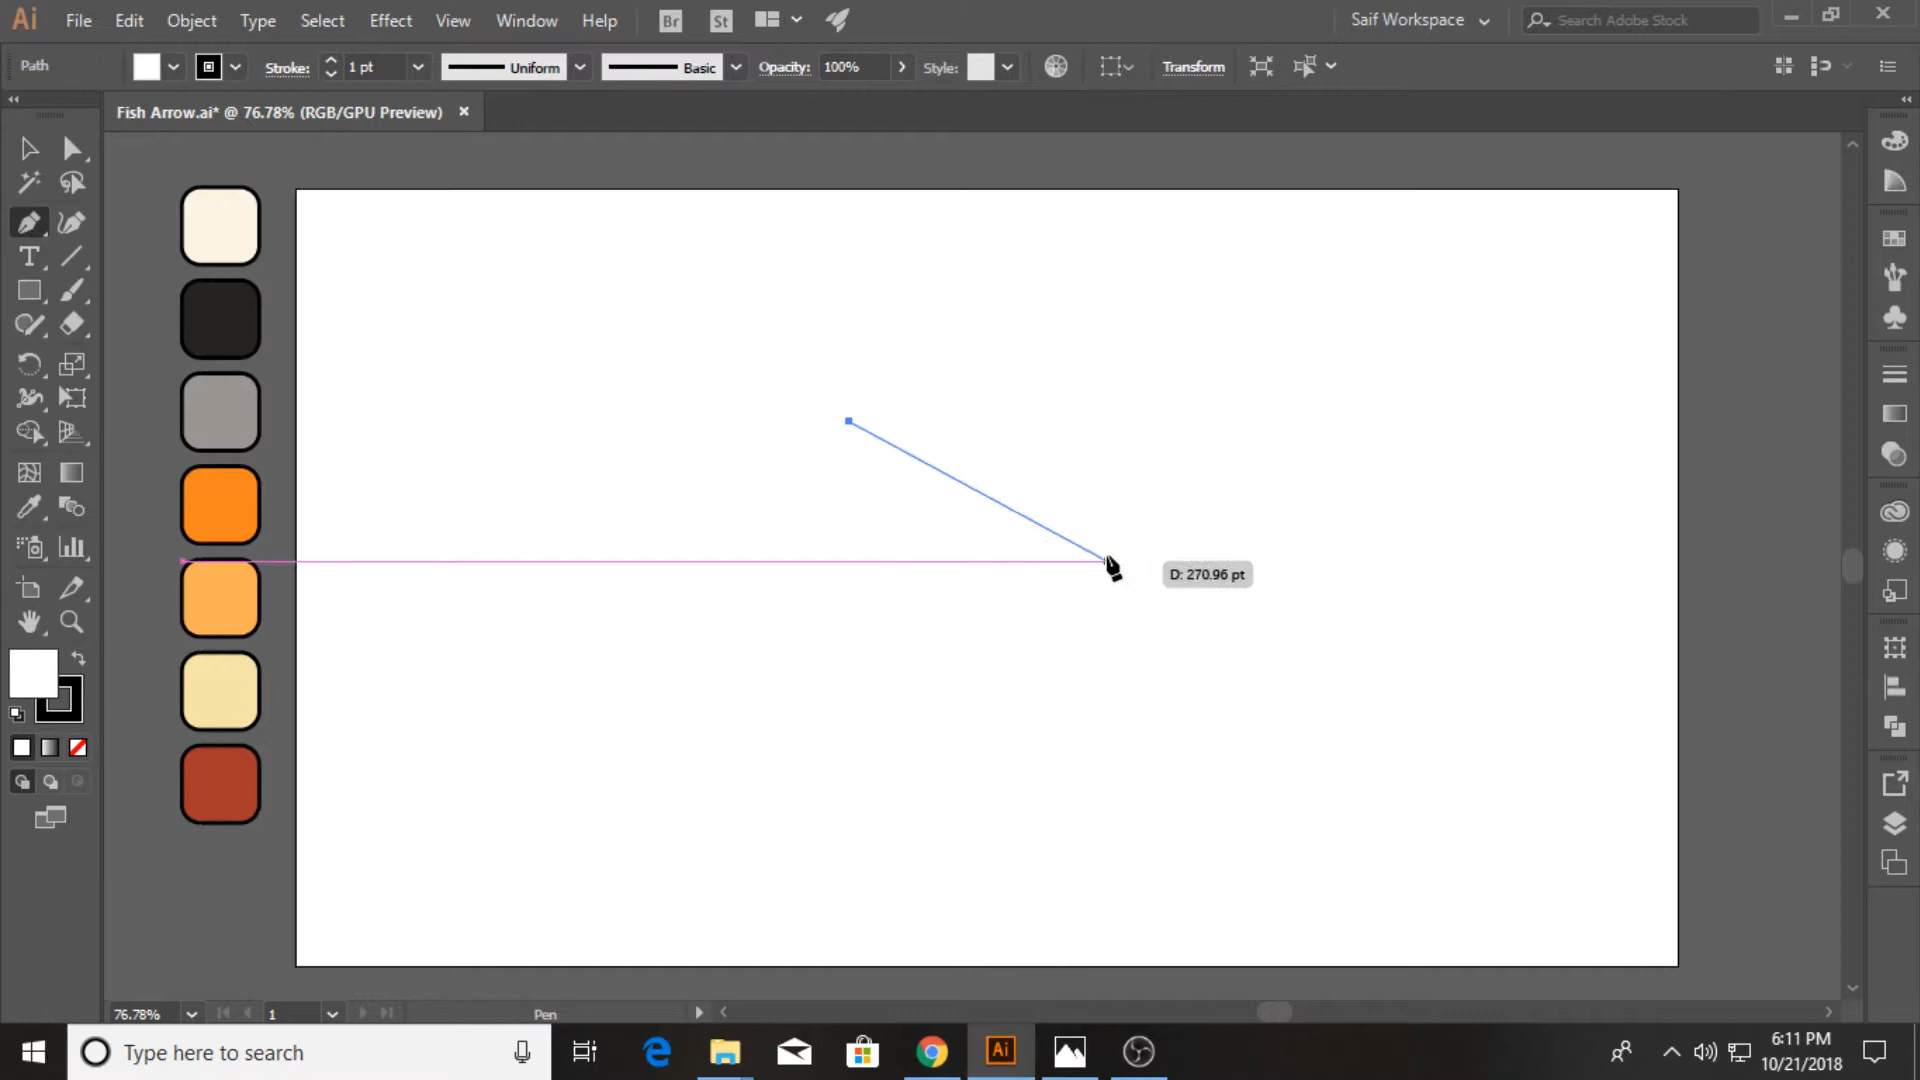 Ai File Edit Object Type Select Effect View Window Help Br St Saif Workspace Search Adobe Stock
Path Stroke: 1 pt Uniform Basic Opacity: 100% Style: Transform
Fish Arrow.ai* @ 76.78% (RGB/GPU Preview)
T
D: 270.96 pt
76.78% 1 Pen
Type here to search Ai 6:11 PM
10/21/2018